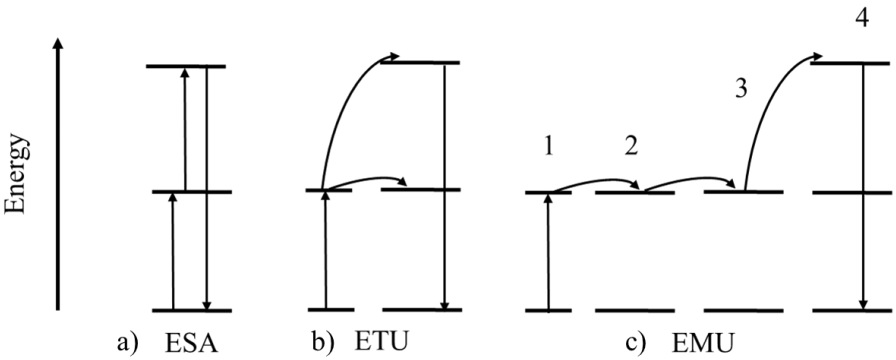 4
3
1
2
Energy
a) ESA
b) ETU
c) EMU